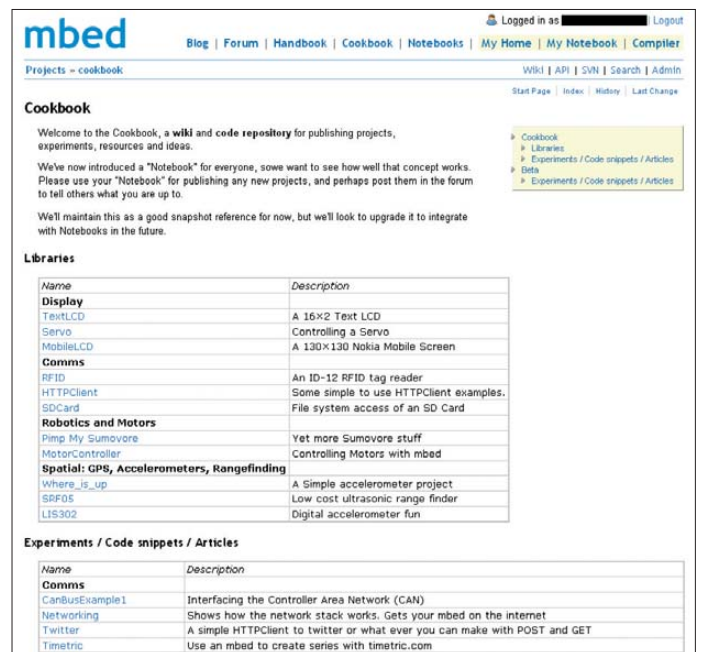 Logged in as Logout
mbed
Blog | Forum | Handbook | Cookbook | Notebooks | My Home | My Notebook | Compiler
Projects » cookbook
Wiki | API | SVN | Search | Admin
Start Page | Index | History | Last Change
Cookbook
Welcome to the Cookbook, a wiki and code repository for publishing projects,
experiments, resources and ideas.
We've now introduced a "Notebook" for everyone, sowe want to see how well that concept works.
Please use your "Notebook" for publishing any new projects, and perhaps post them in the forum
to tell others what you are up to.
We'll maintain this as a good snapshot reference for now, but we'll look to upgrade it to integrate
with Notebooks in the future.
Cookbook
Libraries
Experiments / Code snippets / Articles
Beta
Experiments / Code snippets / Articles
Libraries
Name Description
Display
TextLCD A 16×2 Text LCD
Servo Controlling a Servo
MobileLCD A 130×130 Nokia Mobile Screen
Comms
RFID An ID-12 RFID tag reader
HTTPClient Some simple to use HTTPClient examples.
SDCard File system access of an SD Card
Robotics and Motors
Pimp My Sumovore Yet more Sumovore stuff
MotorController Controlling Motors with mbed
Spatial: GPS, Accelerometers, Rangefinding
Where_is_up A Simple accelerometer project
SRF05 Low cost ultrasonic range finder
LIS302 Digital accelerometer fun
Experiments / Code snippets / Articles
Name Description
Comms
CanBusExample1 Interfacing the Controller Area Network (CAN)
Networking Shows how the network stack works. Gets your mbed on the internet
Twitter A simple HTTPClient to twitter or what ever you can make with POST and GET
Timetric Use an mbed to create series with timetric.com